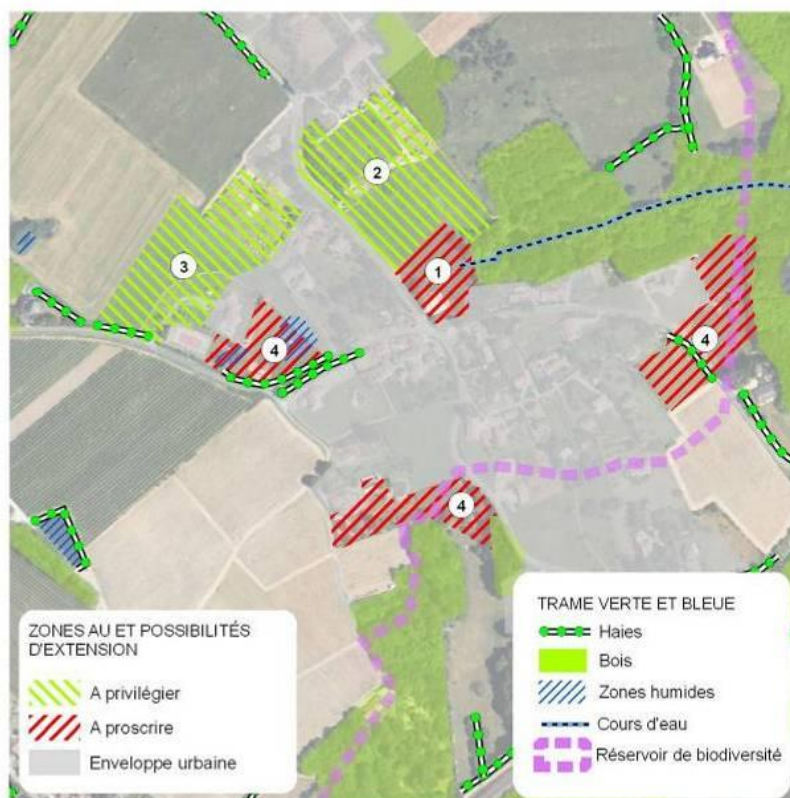 2
3
1
4
4
4
ZONES AU ET POSSIBILITÉS
D'EXTENSION
A privilégier
A proscrire
Enveloppe urbaine
TRAME VERTE ET BLEUE
Haies
Bois
Zones humides
Cours d'eau
Réservoir de biodiversité